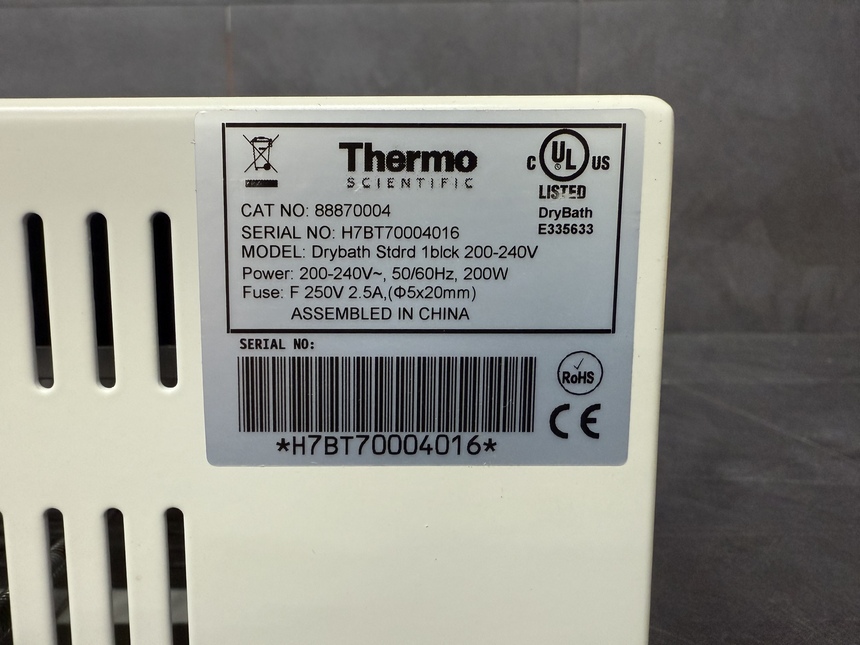 Thermo
SCIENTIFIC
C UL US
LISTED
DryBath
E335633
CAT NO: 88870004
SERIAL NO: H7BT70004016
MODEL: Drybath Stdrd 1blck 200-240V
Power: 200-240V~, 50/60Hz, 200W
Fuse: F 250V 2.5A,(Φ5x20mm)
ASSEMBLED IN CHINA
SERIAL NO:
*H7BT70004016*
RoHS
CE